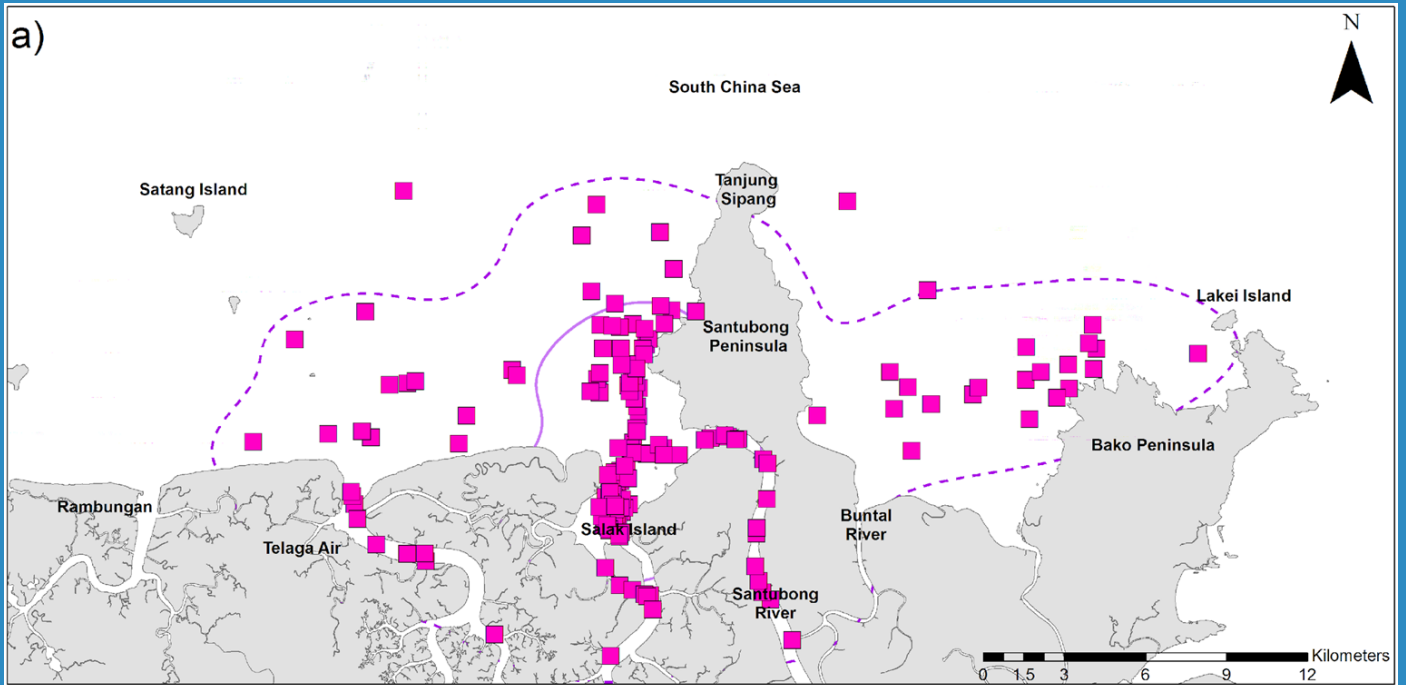 a)
N
South China Sea
Satang Island
Tanjung
Sipang
Lakei Island
Santubong
Peninsula
Bako Peninsula
Rambungan
Telaga Air
Salak Island
Buntal
River
Santubong
River
Kilometers
0 1.5 3 6 9 12